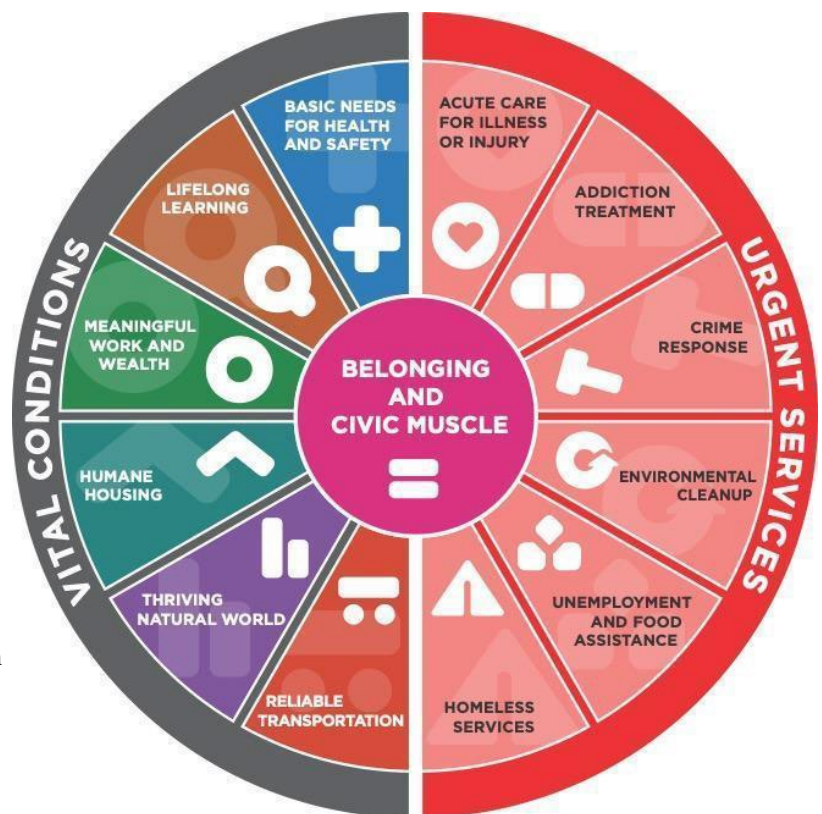 BASIC NEEDS
FOR HEALTH
AND SAFETY
LIFELONG
LEARNING
MEANINGFUL
WORK AND
WEALTH
HUMANE
HOUSING
THRIVING
NATURAL WORLD
RELIABLE
TRANSPORTATION
VITAL CONDITIONS
BELONGING
AND
CIVIC MUSCLE
ACUTE CARE
FOR ILLNESS
OR INJURY
ADDICTION
TREATMENT
CRIME
RESPONSE
ENVIRONMENTAL
CLEANUP
UNEMPLOYMENT
AND FOOD
ASSISTANCE
HOMELESS
SERVICES
URGENT SERVICES